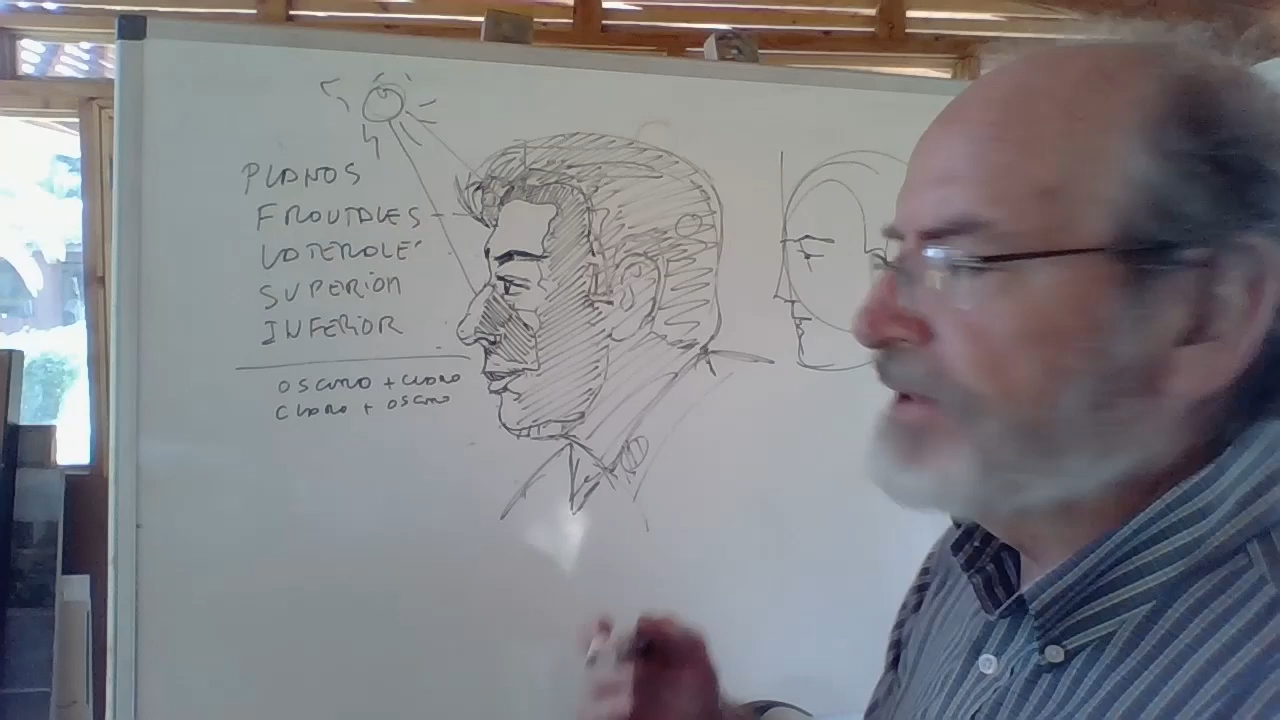 PLANOS
FRONTALES
LATERALES
SUPERIOR
INFERIOR
OSCURO + CLARO
CLARO + OSCURO